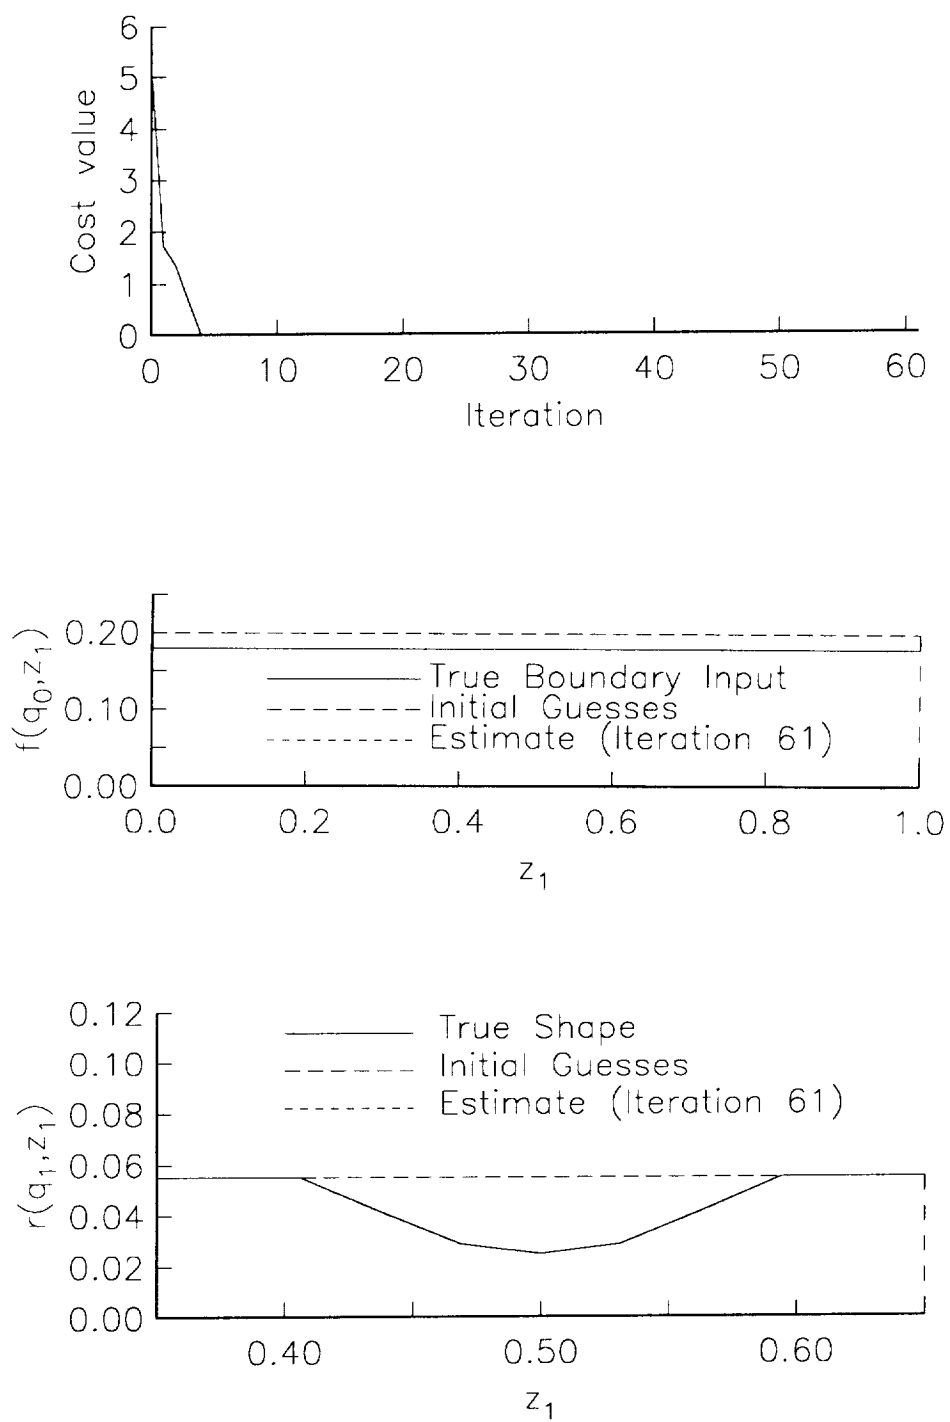 6
5
4
3
2
1
0
Cost value
0 10 20 30 40 50 60
Iteration
f(q0,z1)
0.20
0.10
0.00
True Boundary Input
Initial Guesses
Estimate (Iteration 61)
0.0 0.2 0.4 0.6 0.8 1.0
z1
r(q1,z1)
0.12
0.10
0.08
0.06
0.04
0.02
0.00
True Shape
Initial Guesses
Estimate (Iteration 61)
0.40 0.50 0.60
z1